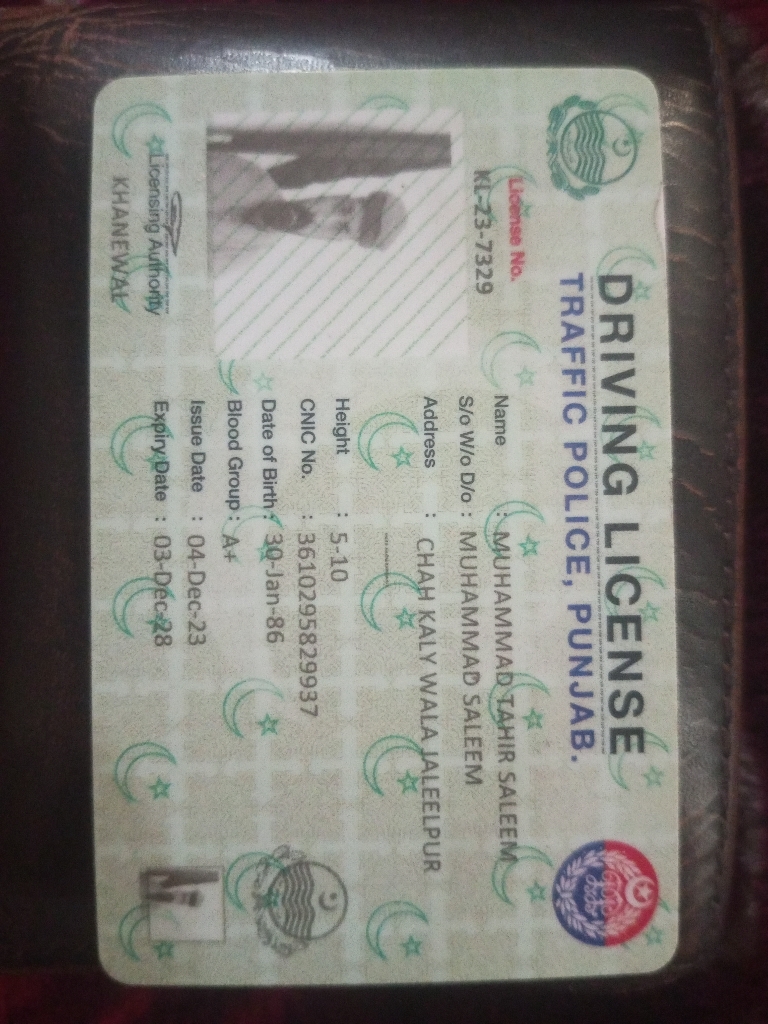 DRIVING LICENSE
TRAFFIC POLICE, PUNJAB.
License No.
KL-23-7329
Name : MUHAMMAD TAHIR SALEEM
S/o W/o D/o : MUHAMMAD SALEEM
Address : CHAH KALY WALA JALEELPUR
Height : 5-10
CNIC No. : 3610295829937
Date of Birth : 30-Jan-86
Blood Group : A+
Issue Date : 04-Dec-23
Expiry Date : 03-Dec-28
Licensing Authority
KHANEWAL